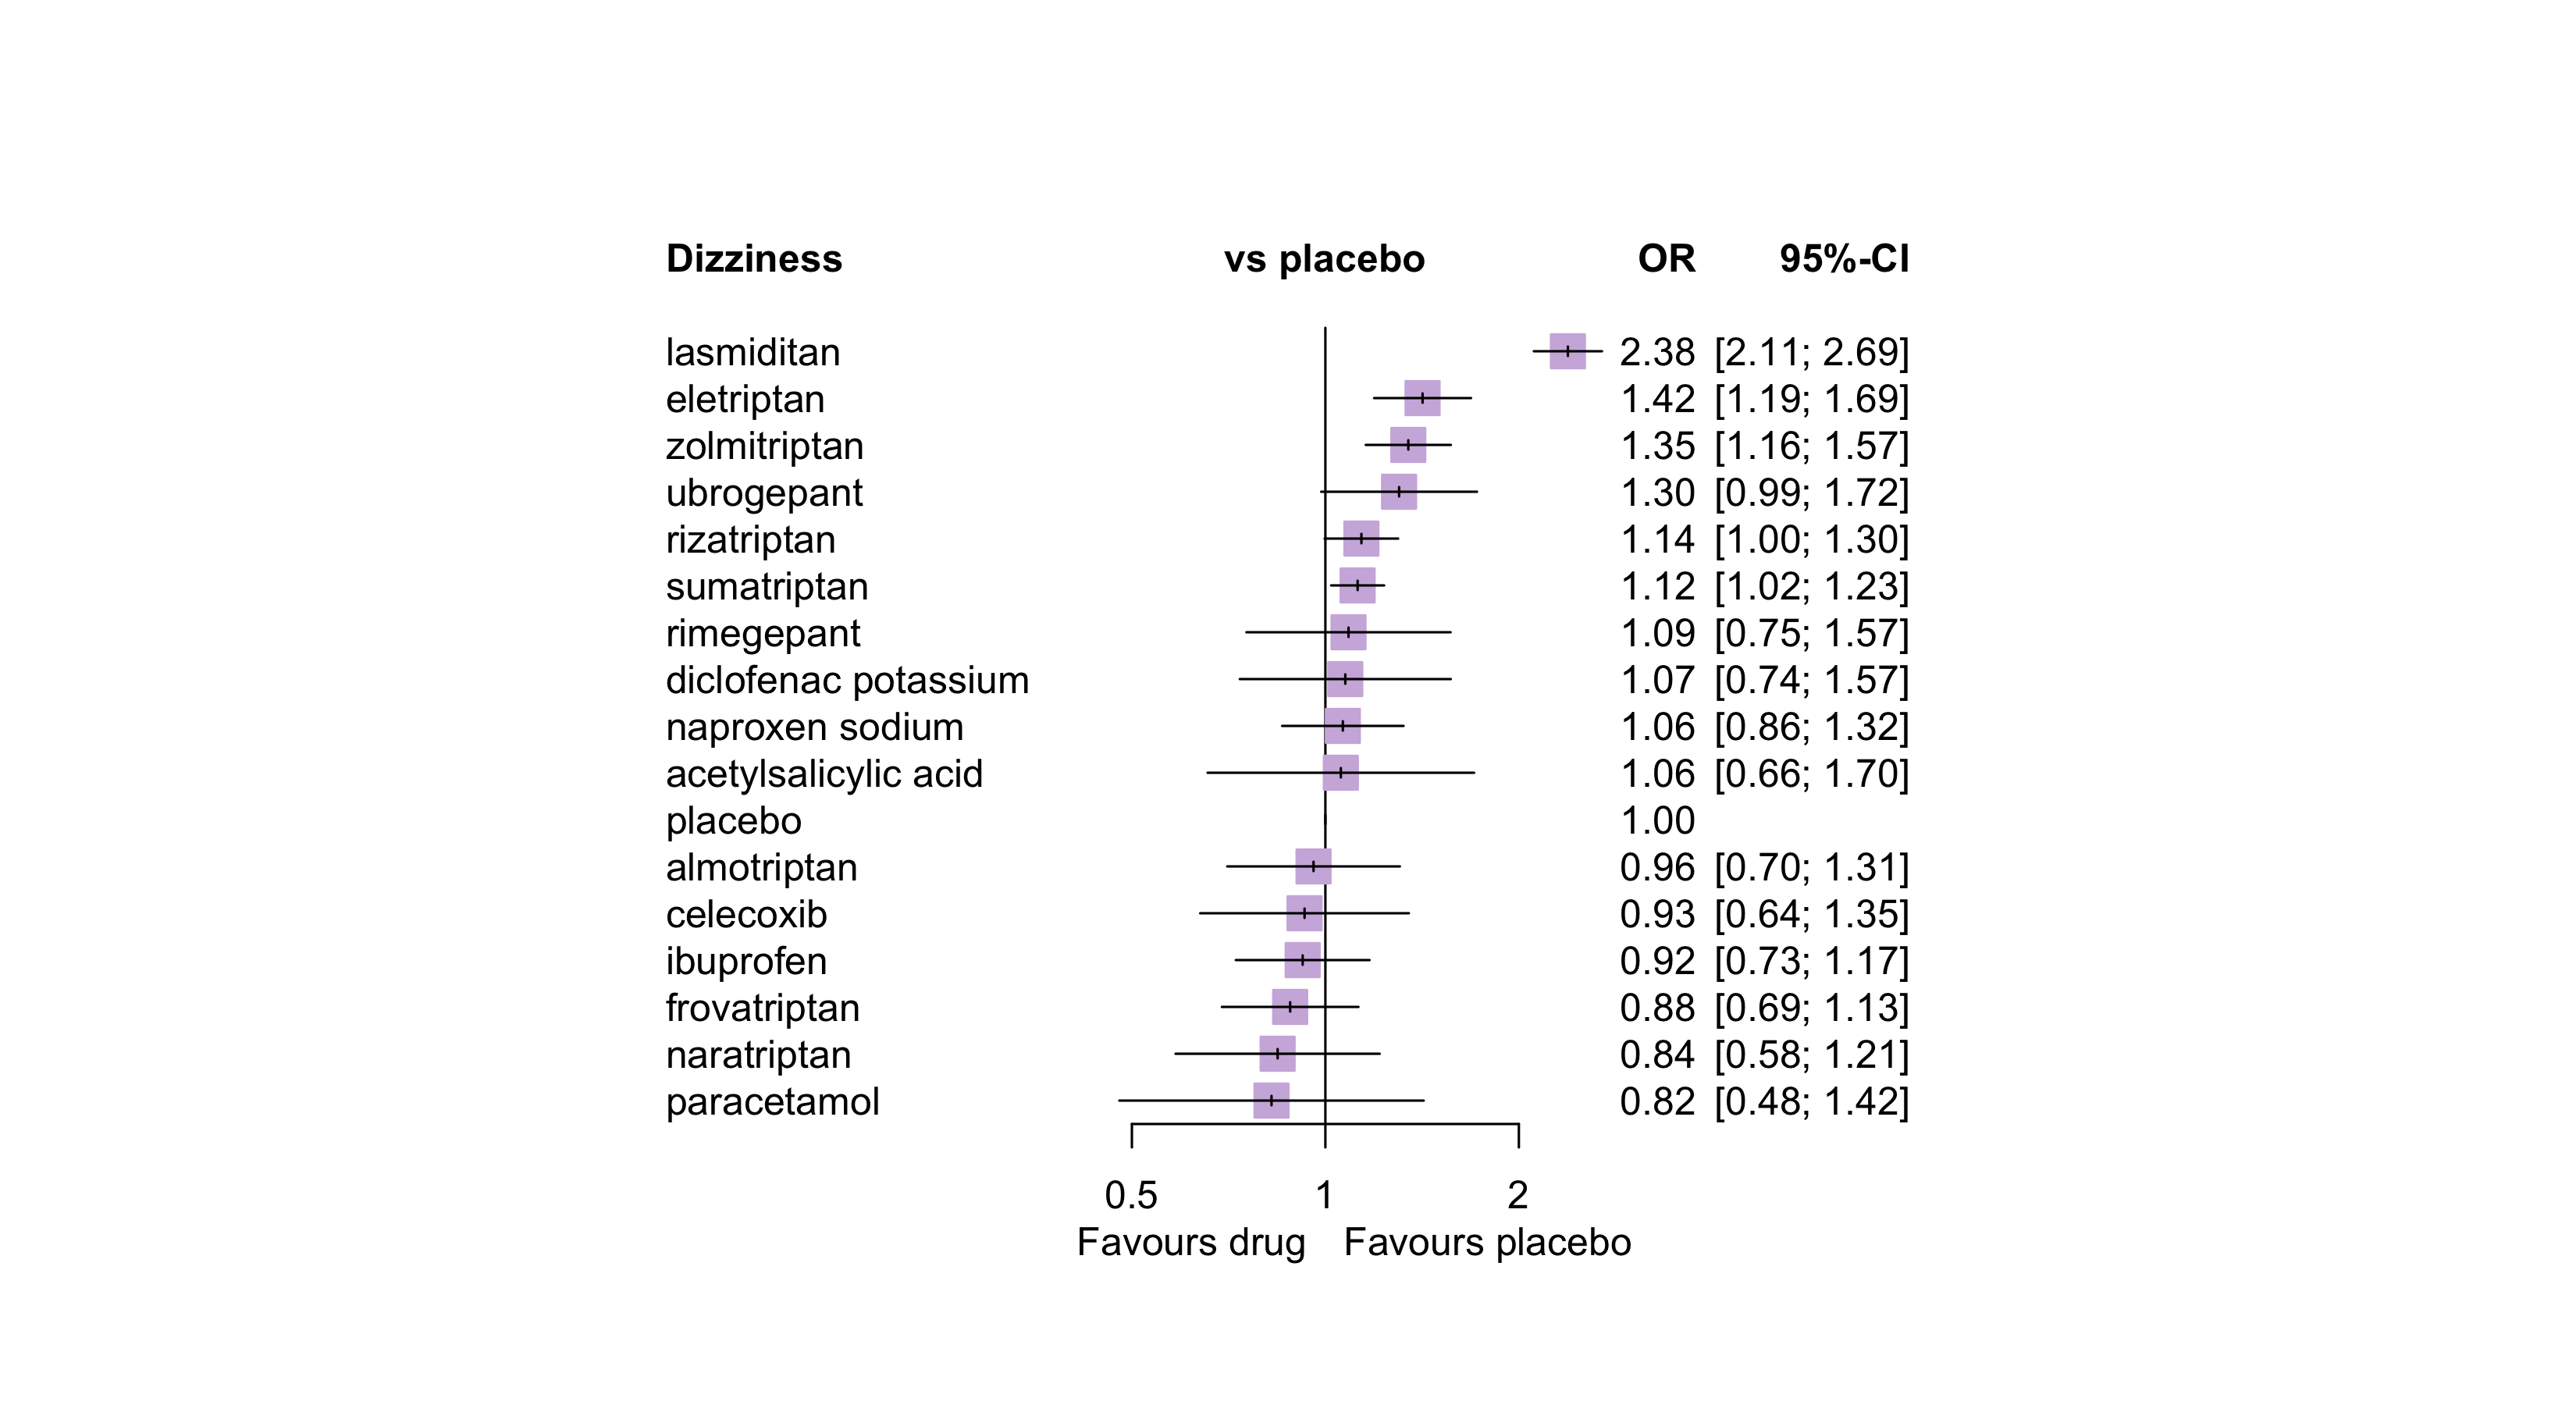 Dizziness vs placebo OR 95%-CI
lasmiditan 2.38 [2.11; 2.69]
eletriptan 1.42 [1.19; 1.69]
zolmitriptan 1.35 [1.16; 1.57]
ubrogepant 1.30 [0.99; 1.72]
rizatriptan 1.14 [1.00; 1.30]
sumatriptan 1.12 [1.02; 1.23]
rimegepant 1.09 [0.75; 1.57]
diclofenac potassium 1.07 [0.74; 1.57]
naproxen sodium 1.06 [0.86; 1.32]
acetylsalicylic acid 1.06 [0.66; 1.70]
placebo 1.00
almotriptan 0.96 [0.70; 1.31]
celecoxib 0.93 [0.64; 1.35]
ibuprofen 0.92 [0.73; 1.17]
frovatriptan 0.88 [0.69; 1.13]
naratriptan 0.84 [0.58; 1.21]
paracetamol 0.82 [0.48; 1.42]
0.5 1 2
Favours drug Favours placebo